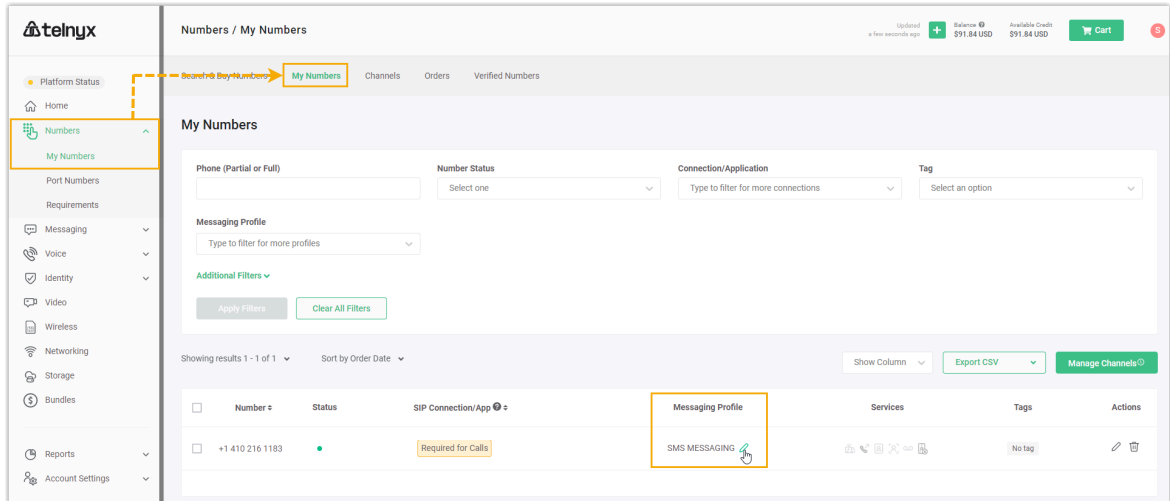 telnyx
Numbers / My Numbers
Updated
a few seconds ago
Balance
$91.84 USD
Available Credit
$91.84 USD
Cart
S
Platform Status
Home
Numbers
My Numbers
Port Numbers
Requirements
Messaging
Voice
Identity
Video
Wireless
Networking
Storage
Bundles
Reports
Account Settings
Search & Buy Numbers
My Numbers
Channels
Orders
Verified Numbers
My Numbers
Phone (Partial or Full)
Number Status
Connection/Application
Tag
Select one
Type to filter for more connections
Select an option
Messaging Profile
Type to filter for more profiles
Additional Filters
Apply Filters
Clear All Filters
Showing results 1 - 1 of 1
Sort by Order Date
Show Column
Export CSV
Manage Channels
Number
Status
SIP Connection/App
Messaging Profile
Services
Tags
Actions
+1 410 216 1183
Required for Calls
SMS MESSAGING
No tag